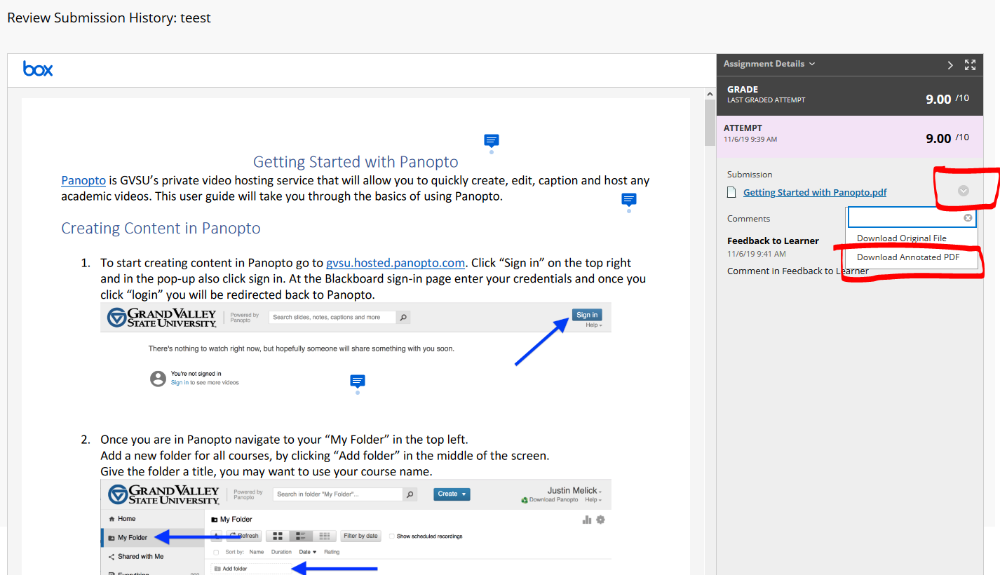 Review Submission History: teest
box
Getting Started with Panopto
Panopto is GVSU’s private video hosting service that will allow you to quickly create, edit, caption and host any
academic videos. This user guide will take you through the basics of using Panopto.
Creating Content in Panopto
1. To start creating content in Panopto go to gvsu.hosted.panopto.com. Click “Sign in” on the top right
and in the pop-up also click sign in. At the Blackboard sign-in page enter your credentials and once you
click “login” you will be redirected back to Panopto.
GRAND VALLEY
STATE UNIVERSITY
Powered by
Panopto
Search slides, notes, captions and more
Sign in
Help
There's nothing to watch right now, but hopefully someone will share something with you soon.
You're not signed in
Sign in to see more videos
2. Once you are in Panopto navigate to your “My Folder” in the top left.
Add a new folder for all courses, by clicking “Add folder” in the middle of the screen.
Give the folder a title, you may want to use your course name.
GRAND VALLEY
STATE UNIVERSITY
Powered by
Panopto
Search in folder "My Folder"...
Create
Justin Melick
Download Panopto Help
Home
My Folder
Shared with Me
Everything
My Folder
Refresh
Filter by date
Show scheduled recordings
Sort by: Name Duration Date Rating
Add folder
Assignment Details
GRADE
LAST GRADED ATTEMPT
9.00 /10
ATTEMPT
11/6/19 9:39 AM
9.00 /10
Submission
Getting Started with Panopto.pdf
Comments
Download Original File
Download Annotated PDF
Feedback to Learner
11/6/19 9:41 AM
Comment in Feedback to Learner